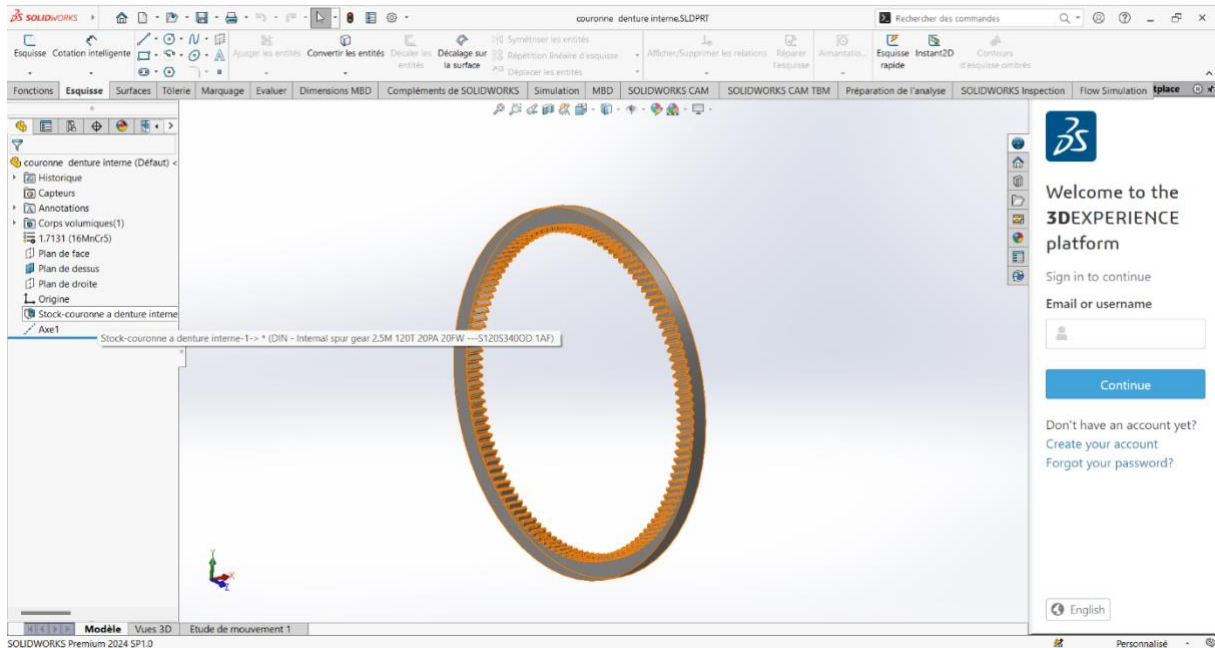 3DS SOLIDWORKS
couronne denture interne.SLDPRT
Rechercher des commandes
Esquisse
Cotation intelligente
Ajuster les entités
Convertir les entités
Décaler les entités
Décalage sur la surface
Symétriser les entités
Répétition linéaire d'esquisse
Déplacer les entités
Afficher/Supprimer les relations
Réparer l'esquisse
Aimantatio...
Esquisse rapide
Instant2D
Contours d'esquisse ombrés
Fonctions Esquisse Surfaces Tôlerie Marquage Evaluer Dimensions MBD Compléments de SOLIDWORKS Simulation MBD SOLIDWORKS CAM SOLIDWORKS CAM TBM Préparation de l'analyse SOLIDWORKS Inspection Flow Simulation tplace
couronne denture interne (Défaut) <
Historique
Capteurs
Annotations
Corps volumiques(1)
1.7131 (16MnCr5)
Plan de face
Plan de dessus
Plan de droite
Origine
Stock-couronne a denture interne
Axe1
Stock-couronne a denture interne-1-> * (DIN - Internal spur gear 2.5M 120T 20PA 20FW ---S120S340OD 1AF)
Y
X
Z
3DS
Welcome to the
3DEXPERIENCE
platform
Sign in to continue
Email or username
Continue
Don't have an account yet?
Create your account
Forgot your password?
English
Modèle Vues 3D Etude de mouvement 1
SOLIDWORKS Premium 2024 SP1.0
Personnalisé